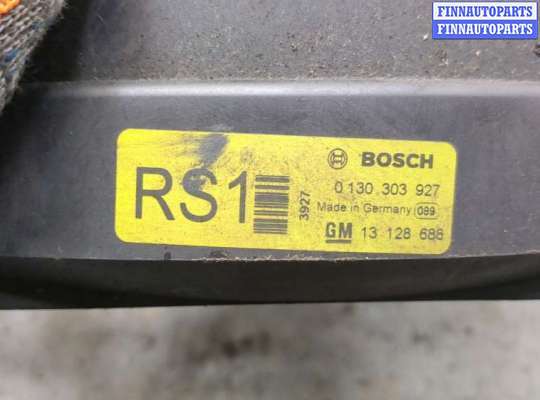 FINNAUTOPARTS
FINNAUTOPARTS
RS1
3927
BOSCH
0 130 303 927
Made in Germany 089
GM 13 128 688